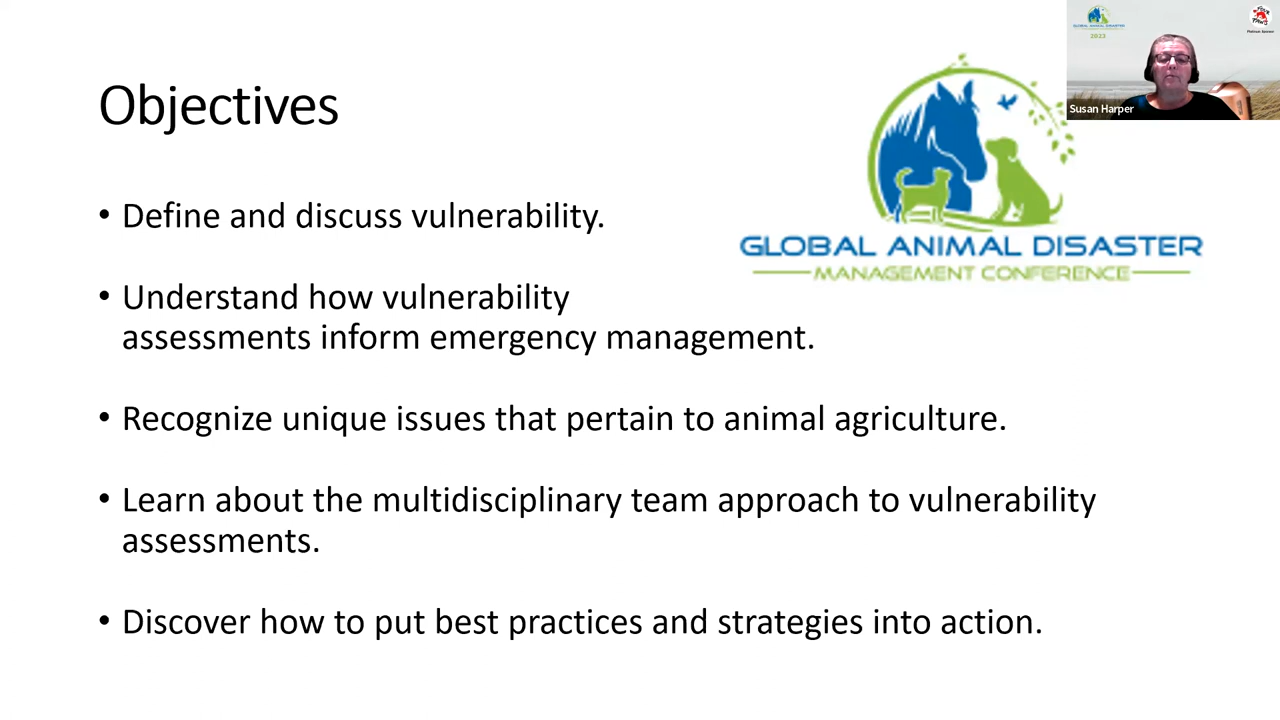 Objectives
• Define and discuss vulnerability.
• Understand how vulnerability
assessments inform emergency management.
• Recognize unique issues that pertain to animal agriculture.
• Learn about the multidisciplinary team approach to vulnerability
assessments.
• Discover how to put best practices and strategies into action.
GLOBAL ANIMAL DISASTER
MANAGEMENT CONFERENCE
2023
Susan Harper